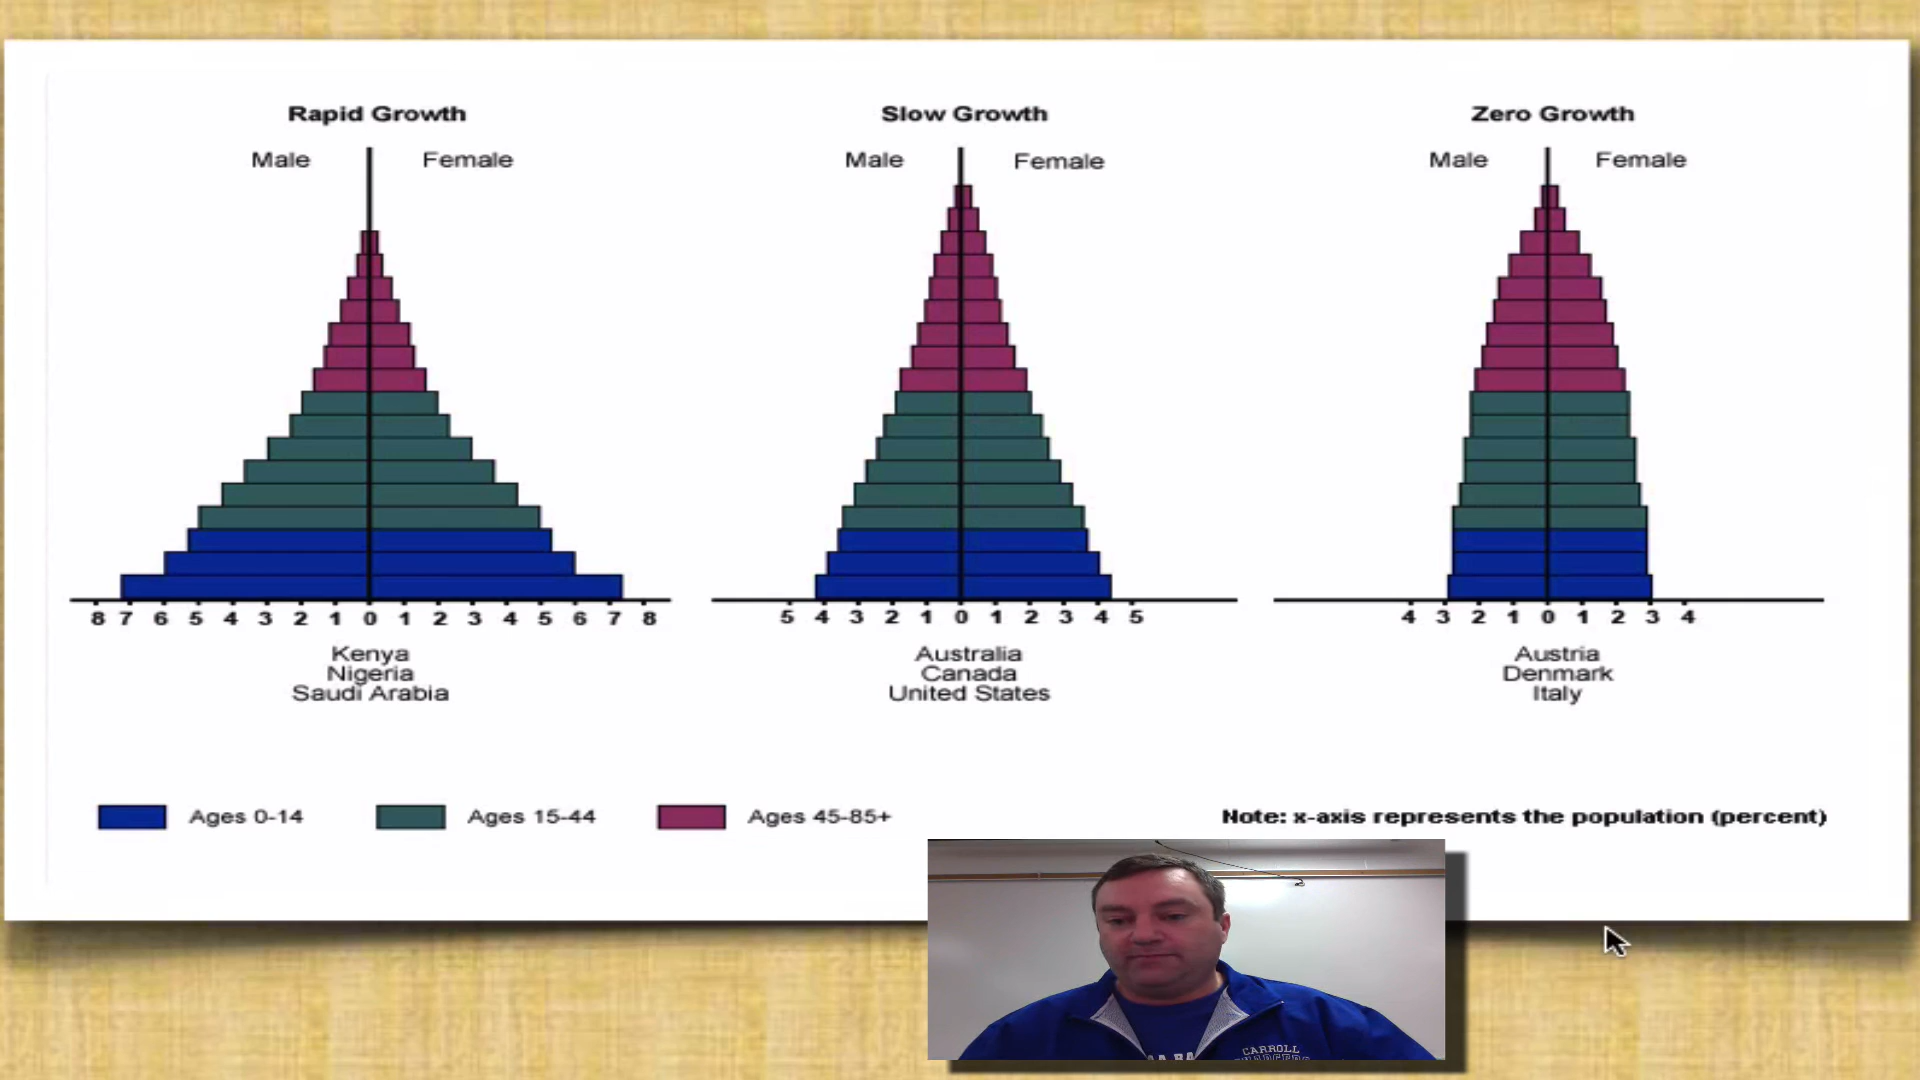 Rapid Growth
Male Female
8 7 6 5 4 3 2 1 0 1 2 3 4 5 6 7 8
Kenya
Nigeria
Saudi Arabia
Slow Growth
Male Female
5 4 3 2 1 0 1 2 3 4 5
Australia
Canada
United States
Zero Growth
Male Female
4 3 2 1 0 1 2 3 4
Austria
Denmark
Italy
Ages 0-14
Ages 15-44
Ages 45-85+
Note: x-axis represents the population (percent)
CARROLL